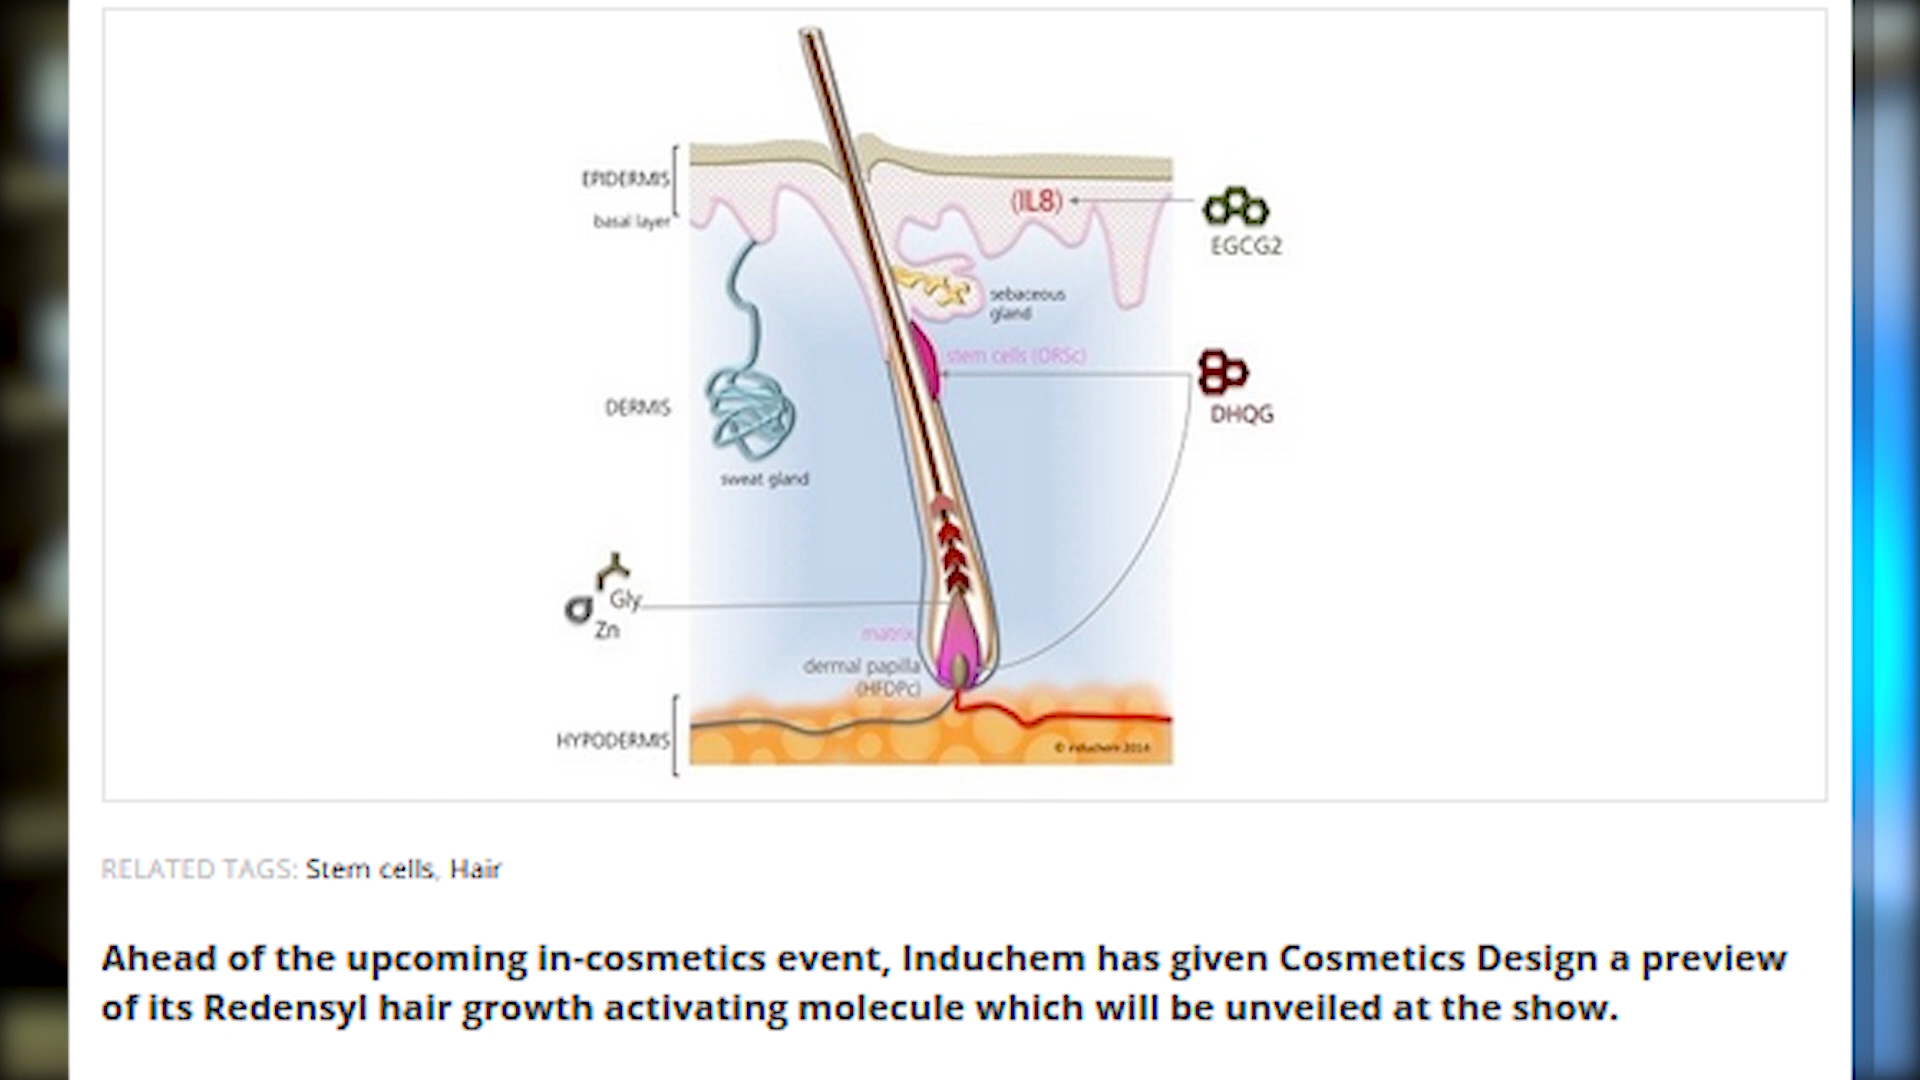 EPIDERMIS
basal layer
(IL8)
EGCG2
sebaceous
gland
stem cells (ORSc)
DHQG
DERMIS
sweat gland
Gly
Zn
matrix
dermal papilla
(HFDPc)
HYPODERMIS
© induchem 2014
RELATED TAGS: Stem cells, Hair
Ahead of the upcoming in-cosmetics event, Induchem has given Cosmetics Design a preview
of its Redensyl hair growth activating molecule which will be unveiled at the show.